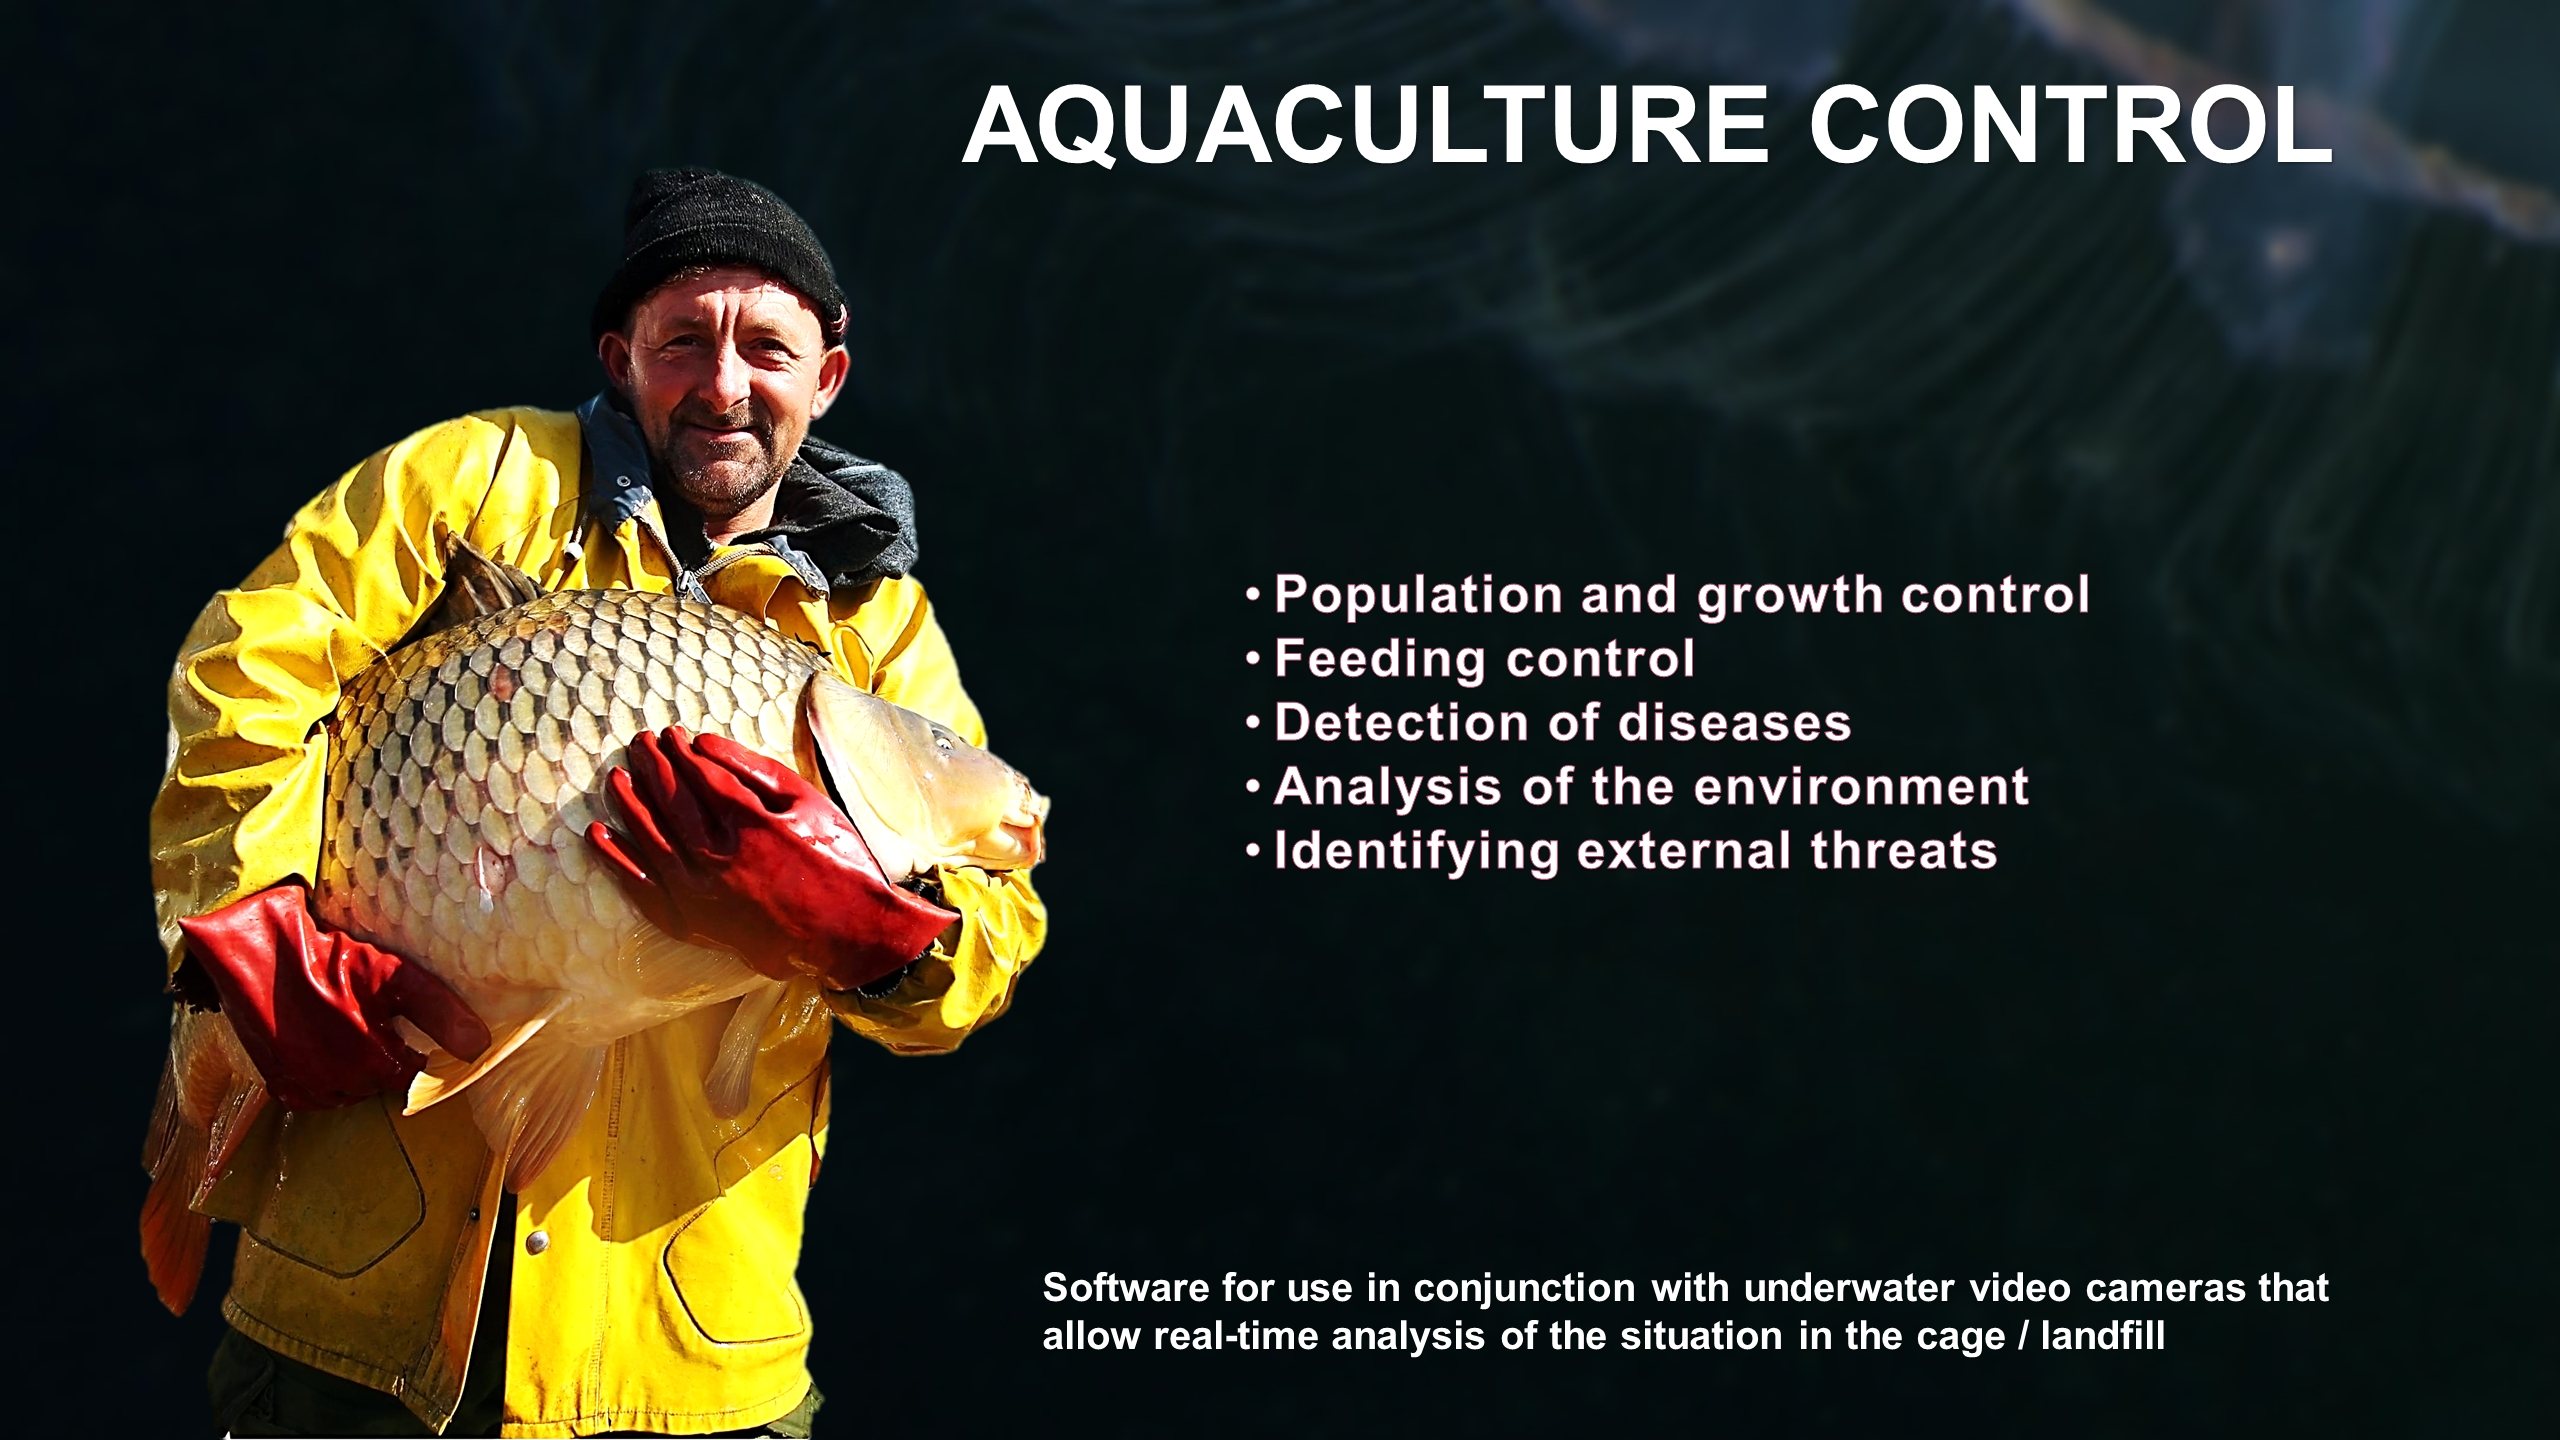 AQUACULTURE CONTROL
• Population and growth control
• Feeding control
• Detection of diseases
• Analysis of the environment
• Identifying external threats
Software for use in conjunction with underwater video cameras that
allow real-time analysis of the situation in the cage / landfill